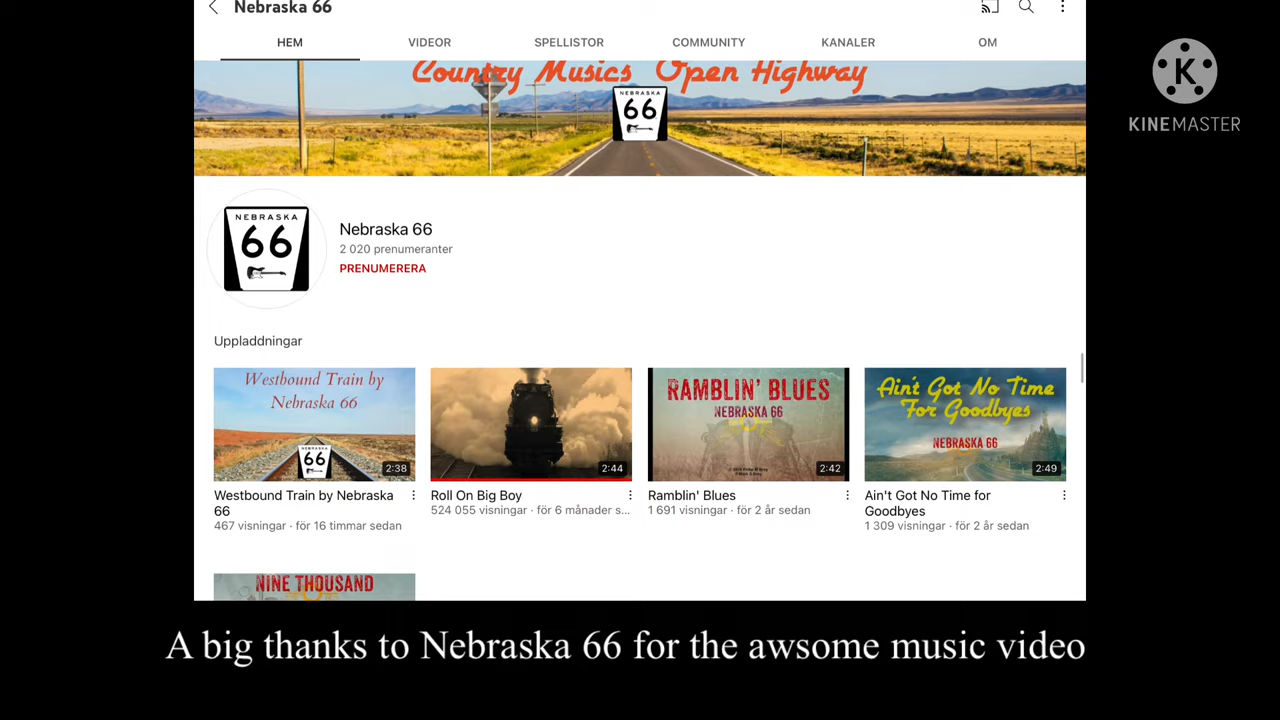 Nebraska 66
HEM VIDEOR SPELLISTOR COMMUNITY KANALER OM
Country Musics Open Highway
NEBRASKA
66
KINEMASTER
NEBRASKA
66
Nebraska 66
2 020 prenumeranter
PRENUMERERA
Uppladdningar
Westbound Train by
Nebraska 66
66
2:38
Westbound Train by Nebraska
66
467 visningar · för 16 timmar sedan
2:44
Roll On Big Boy
524 055 visningar · för 6 månader s...
RAMBLIN' BLUES
NEBRASKA 66
2:42
Ramblin' Blues
1 691 visningar · för 2 år sedan
Ain't Got No Time
For Goodbyes
NEBRASKA 66
2:49
Ain't Got No Time for
Goodbyes
1 309 visningar · för 2 år sedan
NINE THOUSAND
A big thanks to Nebraska 66 for the awsome music video